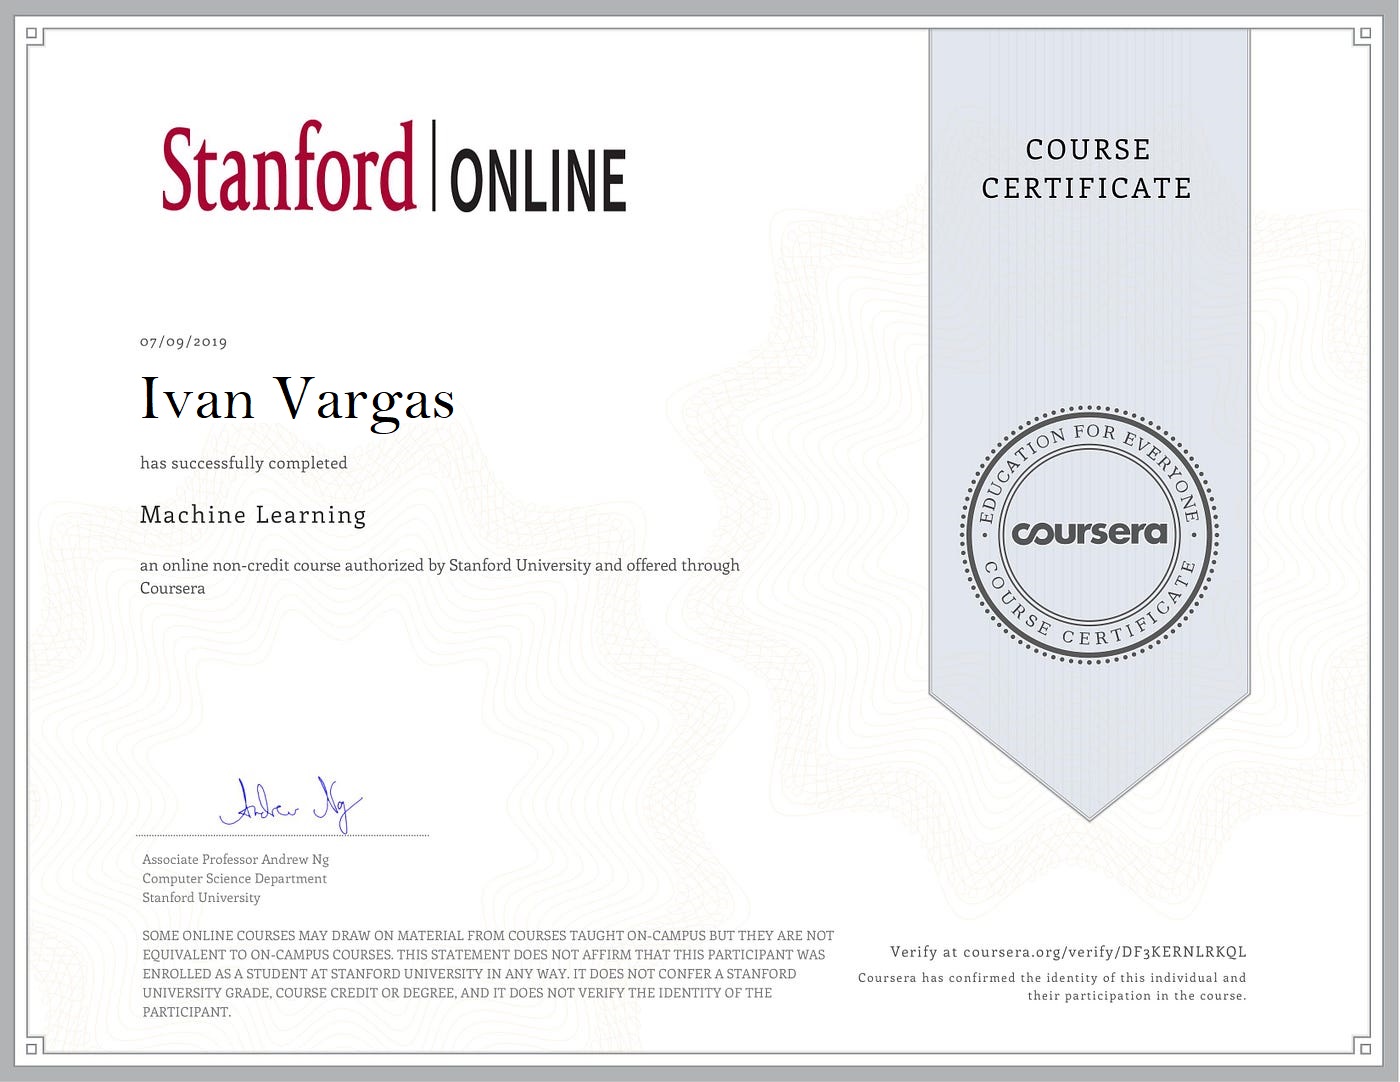 Stanford | ONLINE
COURSE
CERTIFICATE
07/09/2019
Ivan Vargas
has successfully completed
Machine Learning
an online non-credit course authorized by Stanford University and offered through
Coursera
EDUCATION FOR EVERYONE
coursera
COURSE CERTIFICATE
Andrew Ng
Associate Professor Andrew Ng
Computer Science Department
Stanford University
SOME ONLINE COURSES MAY DRAW ON MATERIAL FROM COURSES TAUGHT ON-CAMPUS BUT THEY ARE NOT
EQUIVALENT TO ON-CAMPUS COURSES. THIS STATEMENT DOES NOT AFFIRM THAT THIS PARTICIPANT WAS
ENROLLED AS A STUDENT AT STANFORD UNIVERSITY IN ANY WAY. IT DOES NOT CONFER A STANFORD
UNIVERSITY GRADE, COURSE CREDIT OR DEGREE, AND IT DOES NOT VERIFY THE IDENTITY OF THE
PARTICIPANT.
Verify at coursera.org/verify/DF3KERNLRKQL
Coursera has confirmed the identity of this individual and
their participation in the course.